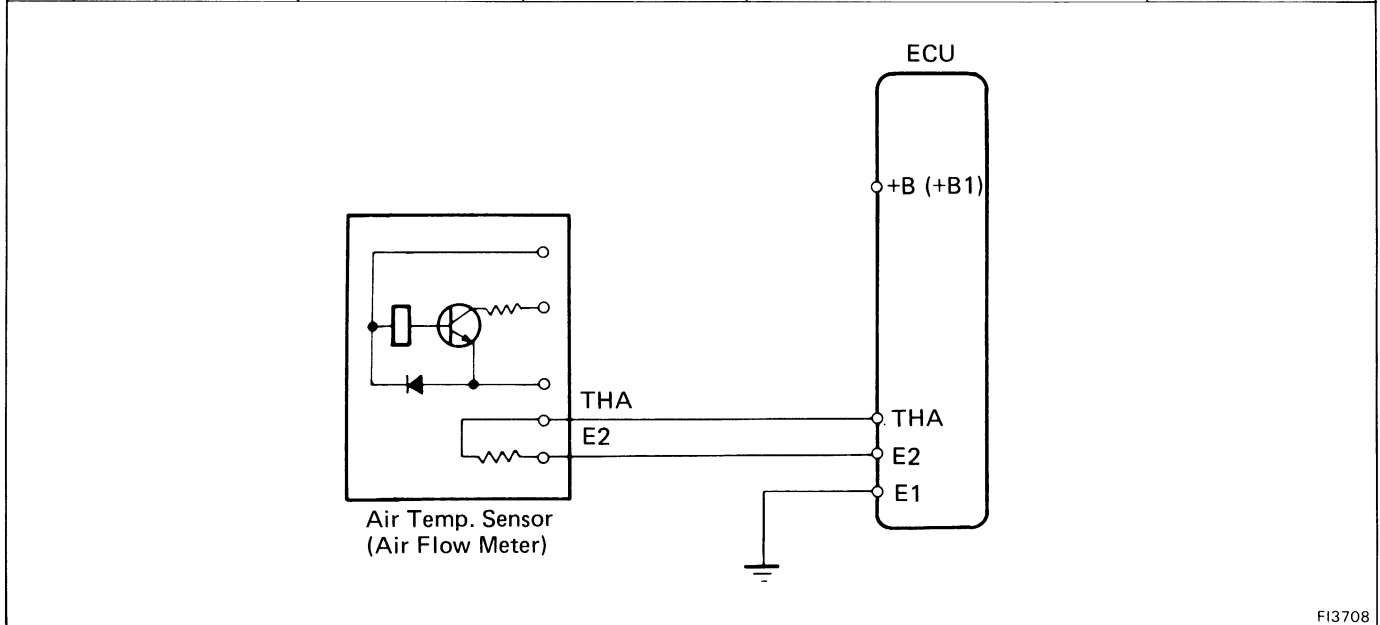 ECU
+B (+B1)
THA
E2
THA
E2
E1
Air Temp. Sensor
(Air Flow Meter)
FI3708